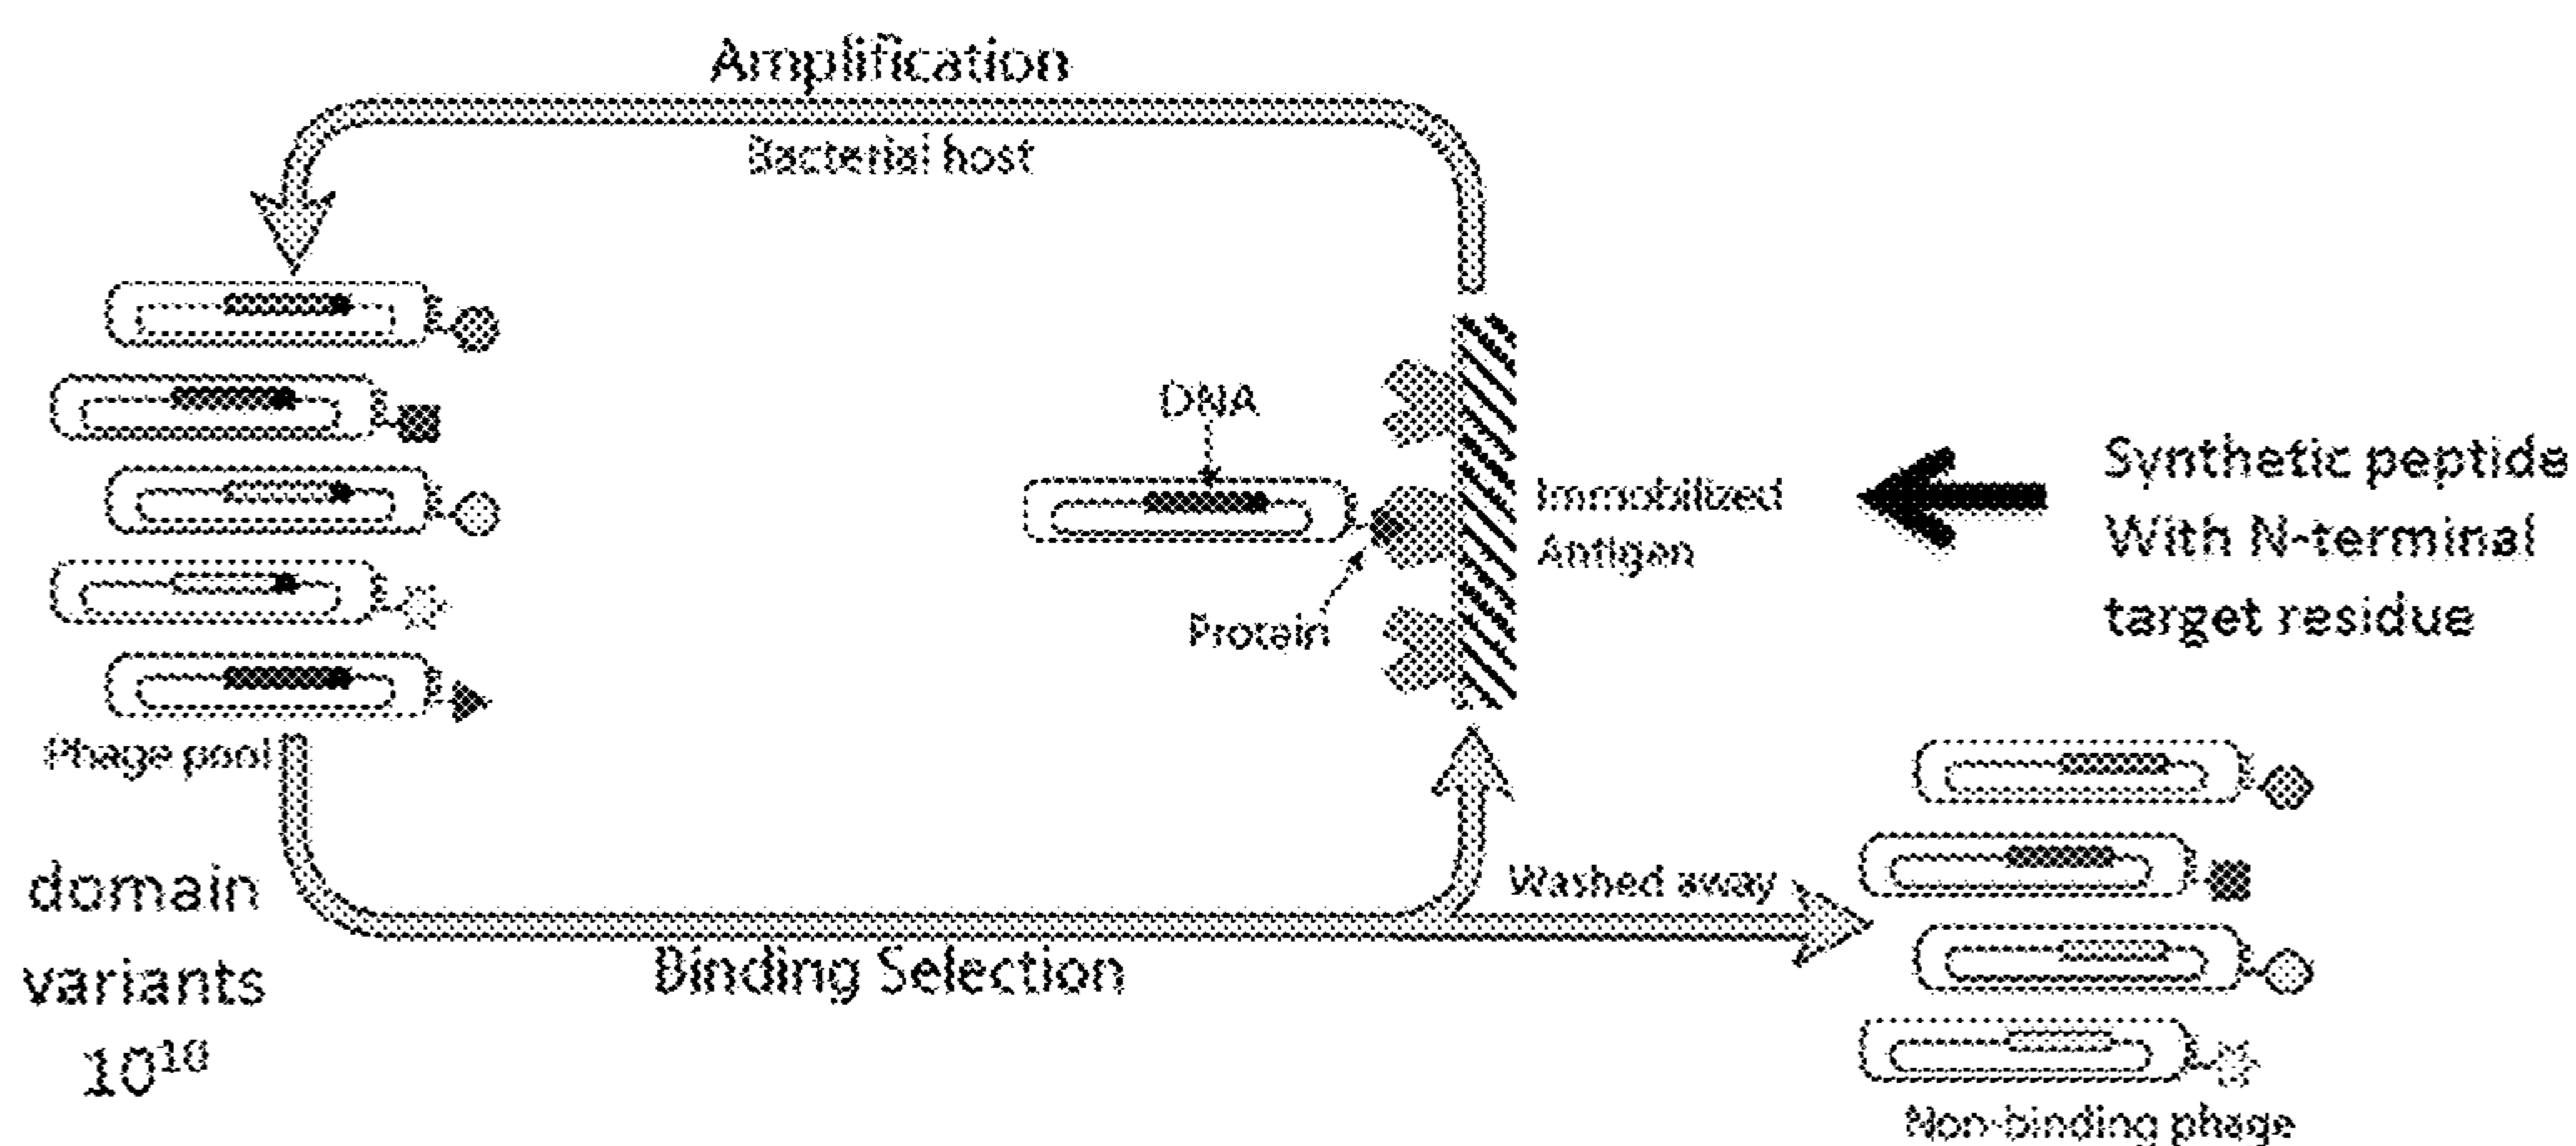 Amplification
Bacterial host
DNA
Protein
Immobilized
Antigen
Synthetic peptide
With N-terminal
target residue
Phage pool
domain
variants
10¹⁰
Binding Selection
Washed away
Non-binding phage